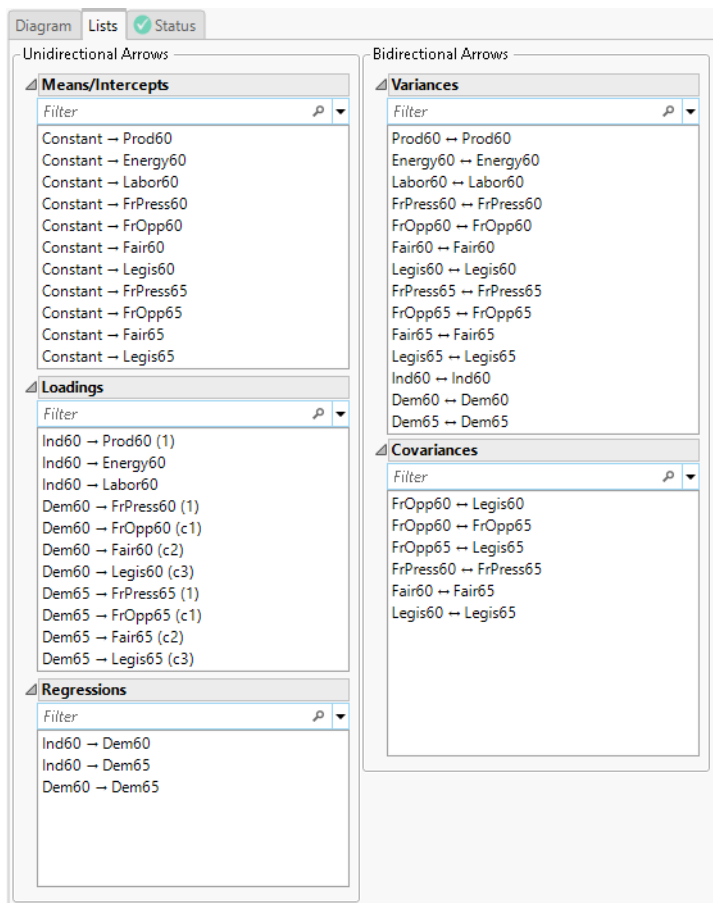 Diagram Lists Status
Unidirectional Arrows
Means/Intercepts
Filter
Constant → Prod60
Constant → Energy60
Constant → Labor60
Constant → FrPress60
Constant → FrOpp60
Constant → Fair60
Constant → Legis60
Constant → FrPress65
Constant → FrOpp65
Constant → Fair65
Constant → Legis65
Loadings
Filter
Ind60 → Prod60 (1)
Ind60 → Energy60
Ind60 → Labor60
Dem60 → FrPress60 (1)
Dem60 → FrOpp60 (c1)
Dem60 → Fair60 (c2)
Dem60 → Legis60 (c3)
Dem65 → FrPress65 (1)
Dem65 → FrOpp65 (c1)
Dem65 → Fair65 (c2)
Dem65 → Legis65 (c3)
Regressions
Filter
Ind60 → Dem60
Ind60 → Dem65
Dem60 → Dem65
Bidirectional Arrows
Variances
Filter
Prod60 ↔ Prod60
Energy60 ↔ Energy60
Labor60 ↔ Labor60
FrPress60 ↔ FrPress60
FrOpp60 ↔ FrOpp60
Fair60 ↔ Fair60
Legis60 ↔ Legis60
FrPress65 ↔ FrPress65
FrOpp65 ↔ FrOpp65
Fair65 ↔ Fair65
Legis65 ↔ Legis65
Ind60 ↔ Ind60
Dem60 ↔ Dem60
Dem65 ↔ Dem65
Covariances
Filter
FrOpp60 ↔ Legis60
FrOpp60 ↔ FrOpp65
FrOpp65 ↔ Legis65
FrPress60 ↔ FrPress65
Fair60 ↔ Fair65
Legis60 ↔ Legis65